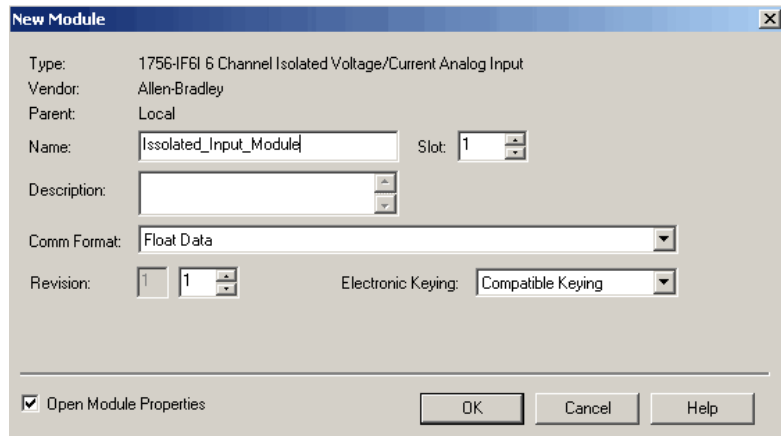 New Module
Type: 1756-IF6I 6 Channel Isolated Voltage/Current Analog Input
Vendor: Allen-Bradley
Parent: Local
Name: Issolated_Input_Module Slot: 1
Description:
Comm Format: Float Data
Revision: 1 1 Electronic Keying: Compatible Keying
Open Module Properties OK Cancel Help